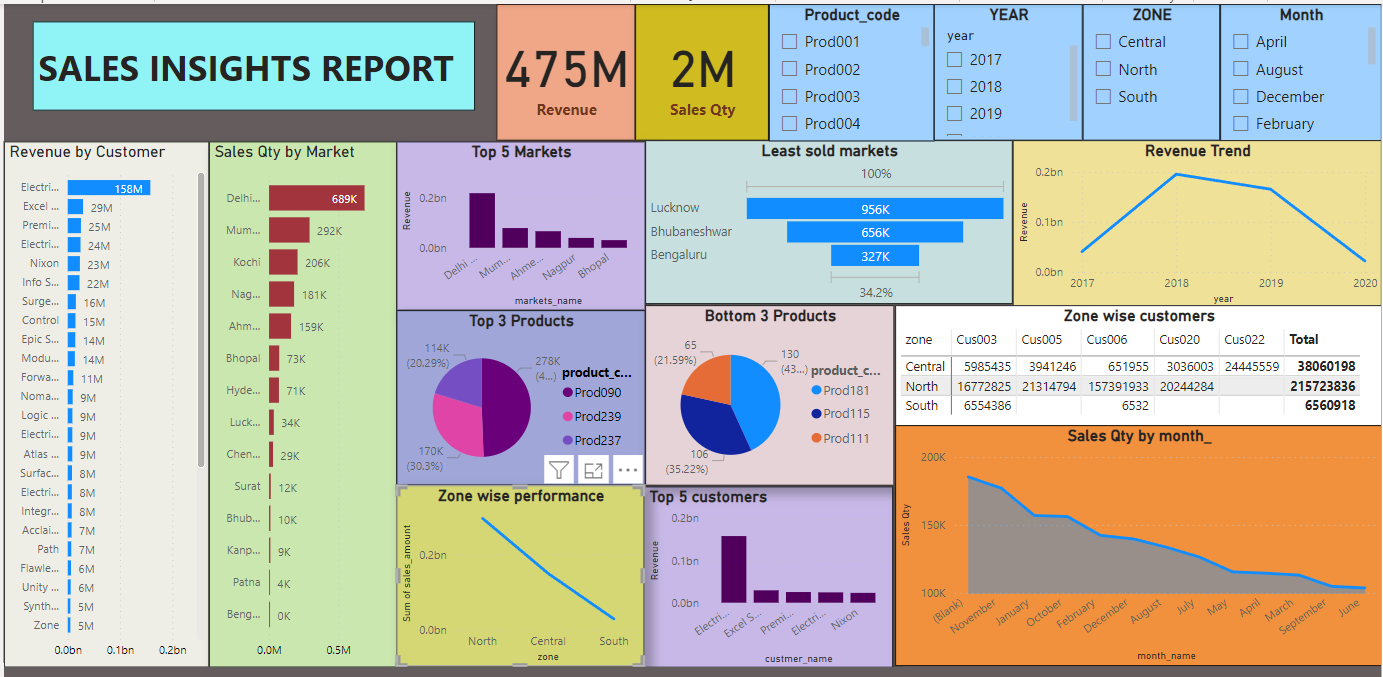 SALES INSIGHTS REPORT
475M
Revenue
2M
Sales Qty
Product_code
Prod001
Prod002
Prod003
Prod004
YEAR
year
2017
2018
2019
ZONE
Central
North
South
Month
April
August
December
February
Revenue by Customer
Electri... 158M
Excel ... 29M
Premi... 25M
Electri... 24M
Nixon 23M
Info S... 22M
Surge... 16M
Control 15M
Epic S... 14M
Modu... 14M
Forwa... 11M
Noma... 9M
Logic ... 9M
Electri... 9M
Atlas ... 9M
Surfac... 8M
Electri... 8M
Integr... 8M
Acclai... 7M
Path 7M
Flawle... 6M
Unity ... 6M
Synth... 5M
Zone 5M
0.0bn 0.1bn 0.2bn
Sales Qty by Market
Delhi... 689K
Mum... 292K
Kochi 206K
Nag... 181K
Ahm... 159K
Bhopal 73K
Hyde... 71K
Luck... 34K
Chen... 29K
Surat 12K
Bhub... 10K
Kanp... 9K
Patna 4K
Beng... 0K
0.0M 0.5M
Top 5 Markets
Revenue
0.2bn
0.0bn
Delhi ... Mum... Ahme... Nagpur Bhopal
markets_name
Least sold markets
100%
Lucknow 956K
Bhubaneshwar 656K
Bengaluru 327K
34.2%
Revenue Trend
Revenue
0.2bn
0.1bn
0.0bn
2017 2018 2019 2020
year
Top 3 Products
114K
(20.29%)
278K
(4...)
170K
(30.3%)
product_c...
Prod090
Prod239
Prod237
Bottom 3 Products
65
(21.59%)
130
(43...)
106
(35.22%)
product_c...
Prod181
Prod115
Prod111
Zone wise customers
zone Cus003 Cus005 Cus006 Cus020 Cus022 Total
Central 5985435 3941246 651955 3036003 24445559 38060198
North 16772825 21314794 157391933 20244284 215723836
South 6554386 6532 6560918
Zone wise performance
Sum of sales_amount
0.2bn
0.0bn
North Central South
zone
Top 5 customers
Revenue
0.2bn
0.1bn
0.0bn
Electri... Excel S... Premi... Electri... Nixon
custmer_name
Sales Qty by month_
Sales Qty
200K
150K
100K
(Blank) November January October February December August July May April March September June
month_name